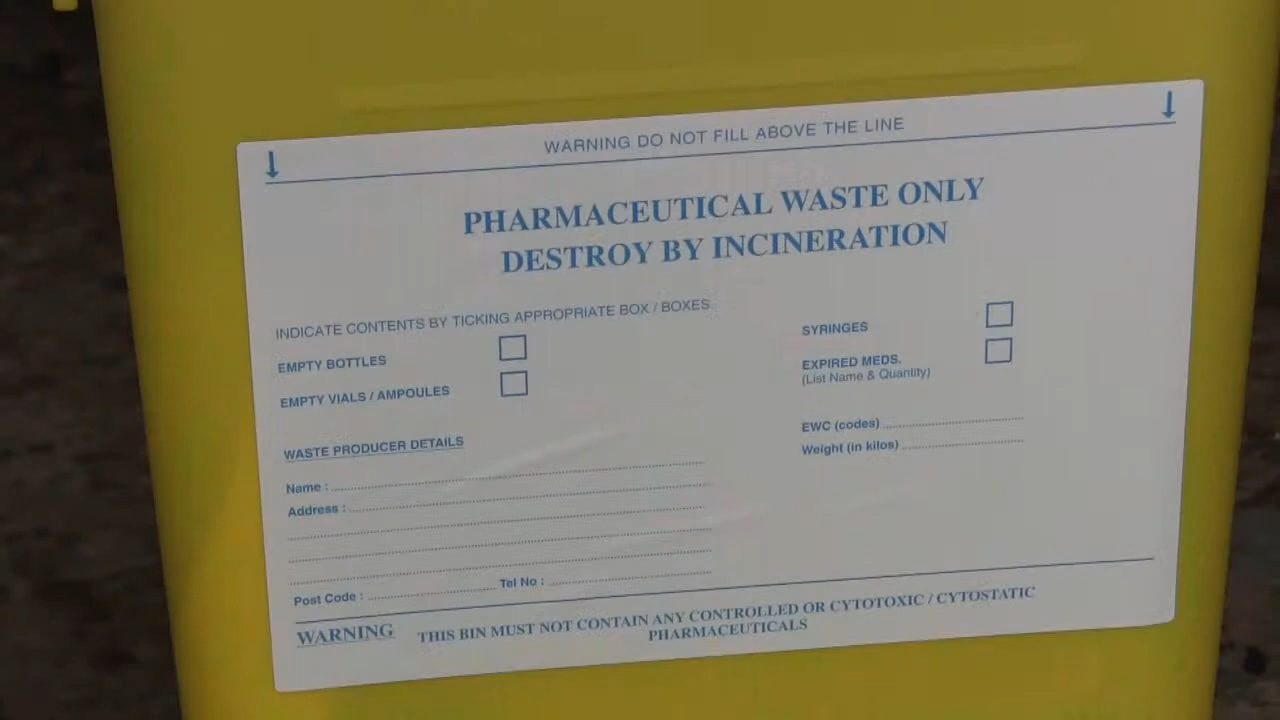 WARNING DO NOT FILL ABOVE THE LINE
PHARMACEUTICAL WASTE ONLY
DESTROY BY INCINERATION
INDICATE CONTENTS BY TICKING APPROPRIATE BOX / BOXES.
EMPTY BOTTLES
EMPTY VIALS / AMPOULES
SYRINGES
EXPIRED MEDS.
(List Name & Quantity)
EWC (codes)
Weight (in kilos)
WASTE PRODUCER DETAILS
Name :
Address :
Post Code : Tel No :
WARNING THIS BIN MUST NOT CONTAIN ANY CONTROLLED OR CYTOTOXIC / CYTOSTATIC
PHARMACEUTICALS